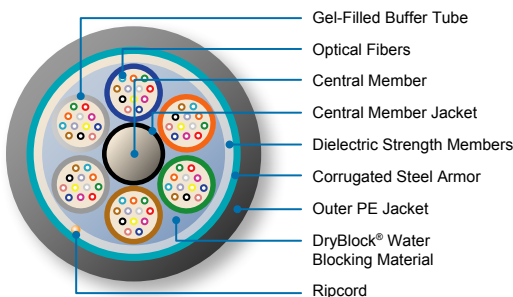 Gel-Filled Buffer Tube
Optical Fibers
Central Member
Central Member Jacket
Dielectric Strength Members
Corrugated Steel Armor
Outer PE Jacket
DryBlock® Water
Blocking Material
Ripcord